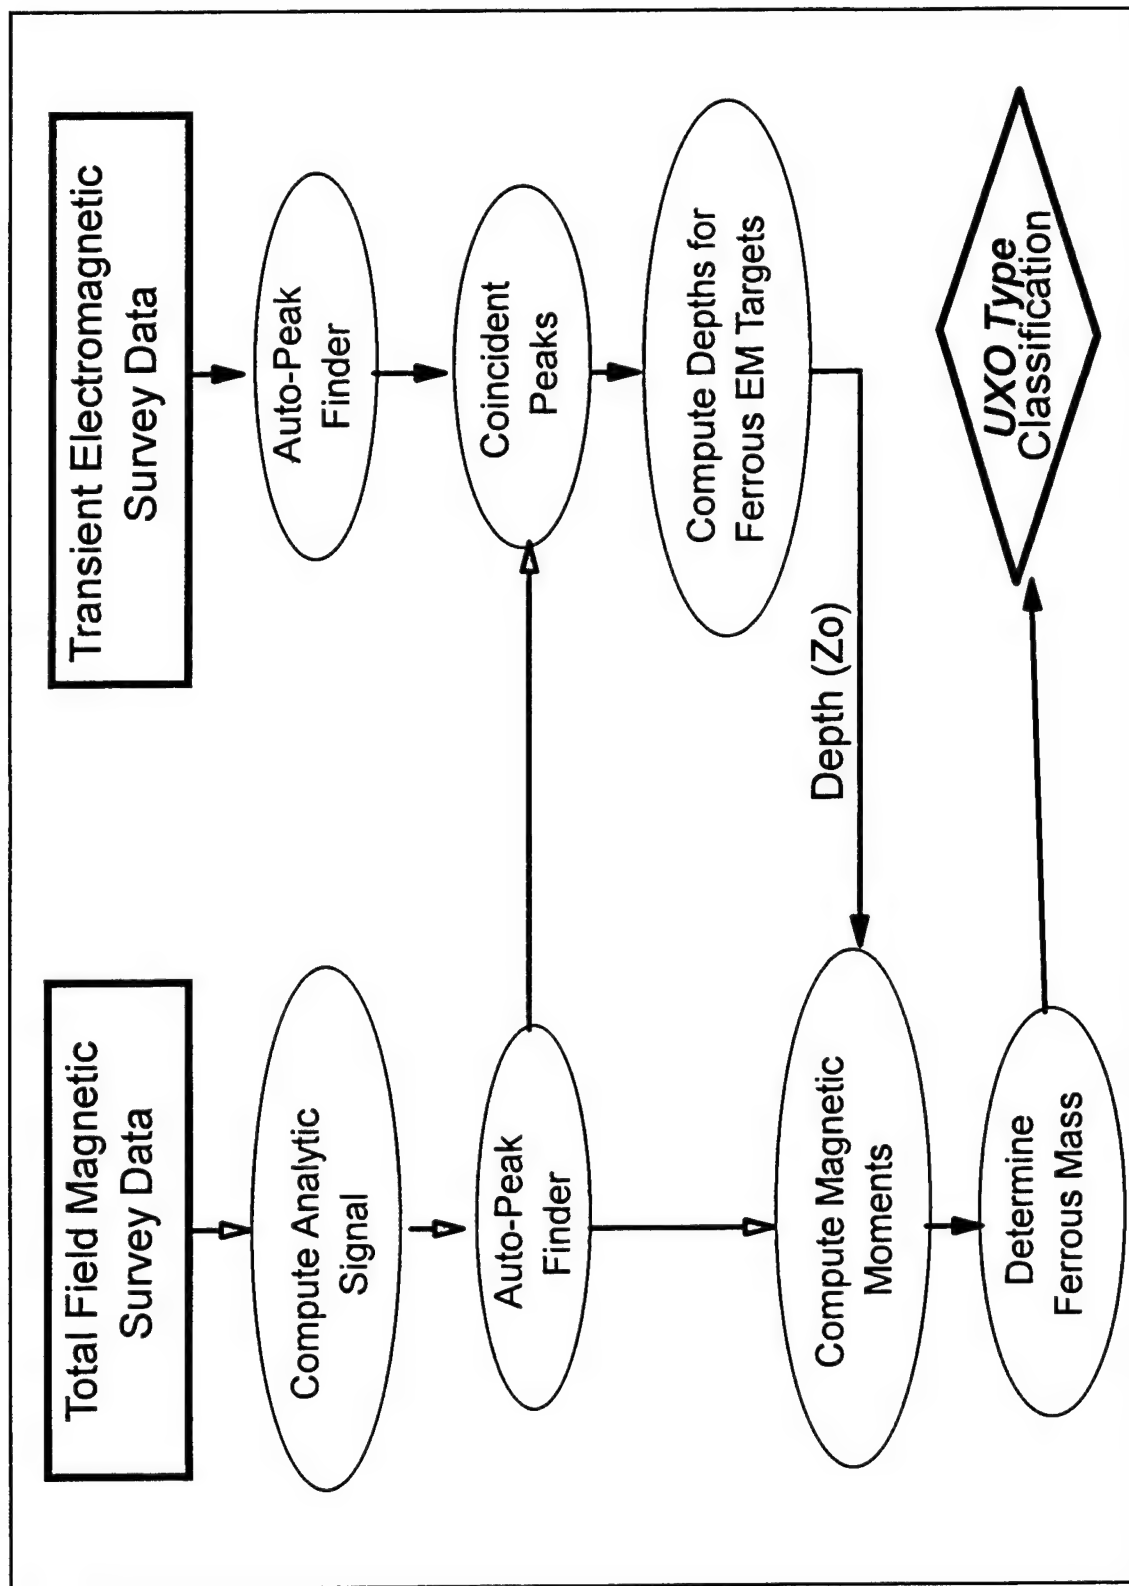 Total Field Magnetic
Survey Data
Transient Electromagnetic
Survey Data
Compute Analytic
Signal
Auto-Peak
Finder
Auto-Peak
Finder
Coincident
Peaks
Compute Depths for
Ferrous EM Targets
Depth (Zo)
Compute Magnetic
Moments
Determine
Ferrous Mass
UXO Type
Classification